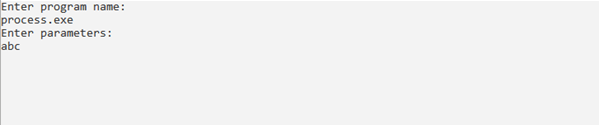 Enter program name:
process.exe
Enter parameters:
abc